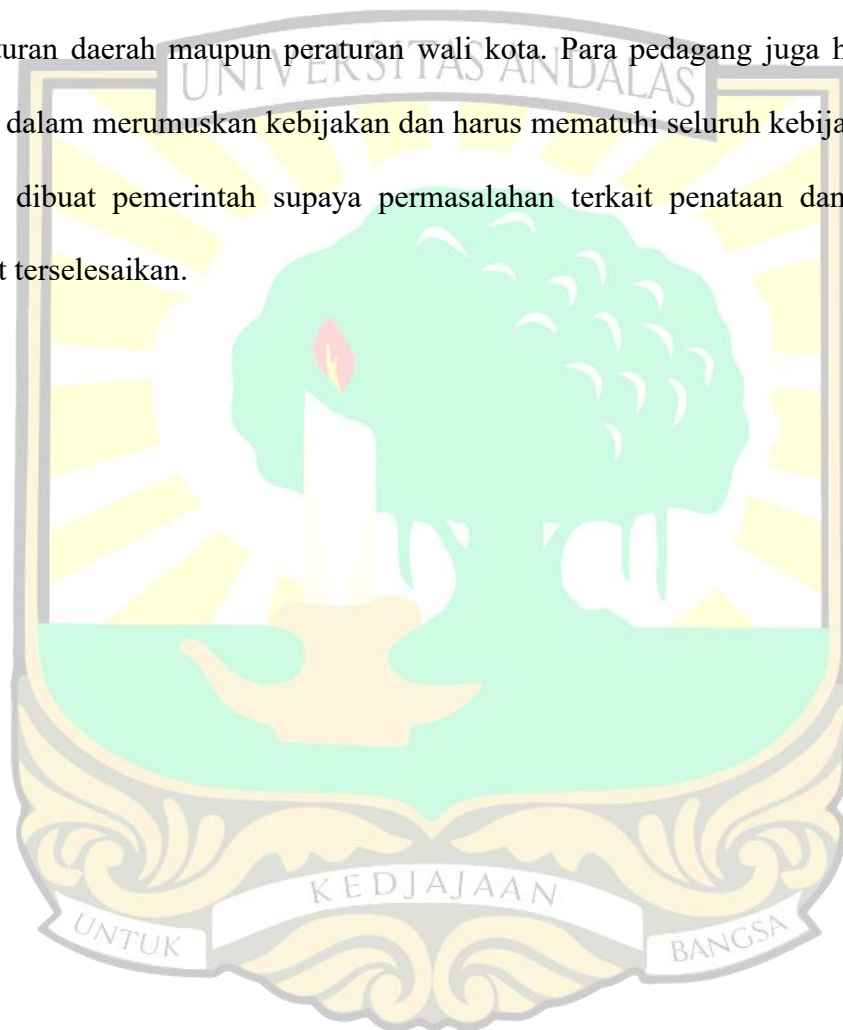 turan daerah maupun peraturan wali kota. Para pedagang juga h
dalam merumuskan kebijakan dan harus mematuhi seluruh kebija
dibuat pemerintah supaya permasalahan terkait penataan dan
t terselesaikan.
UNIVERSITAS ANDALAS
KEDJAJAAN
UNTUK
BANGSA